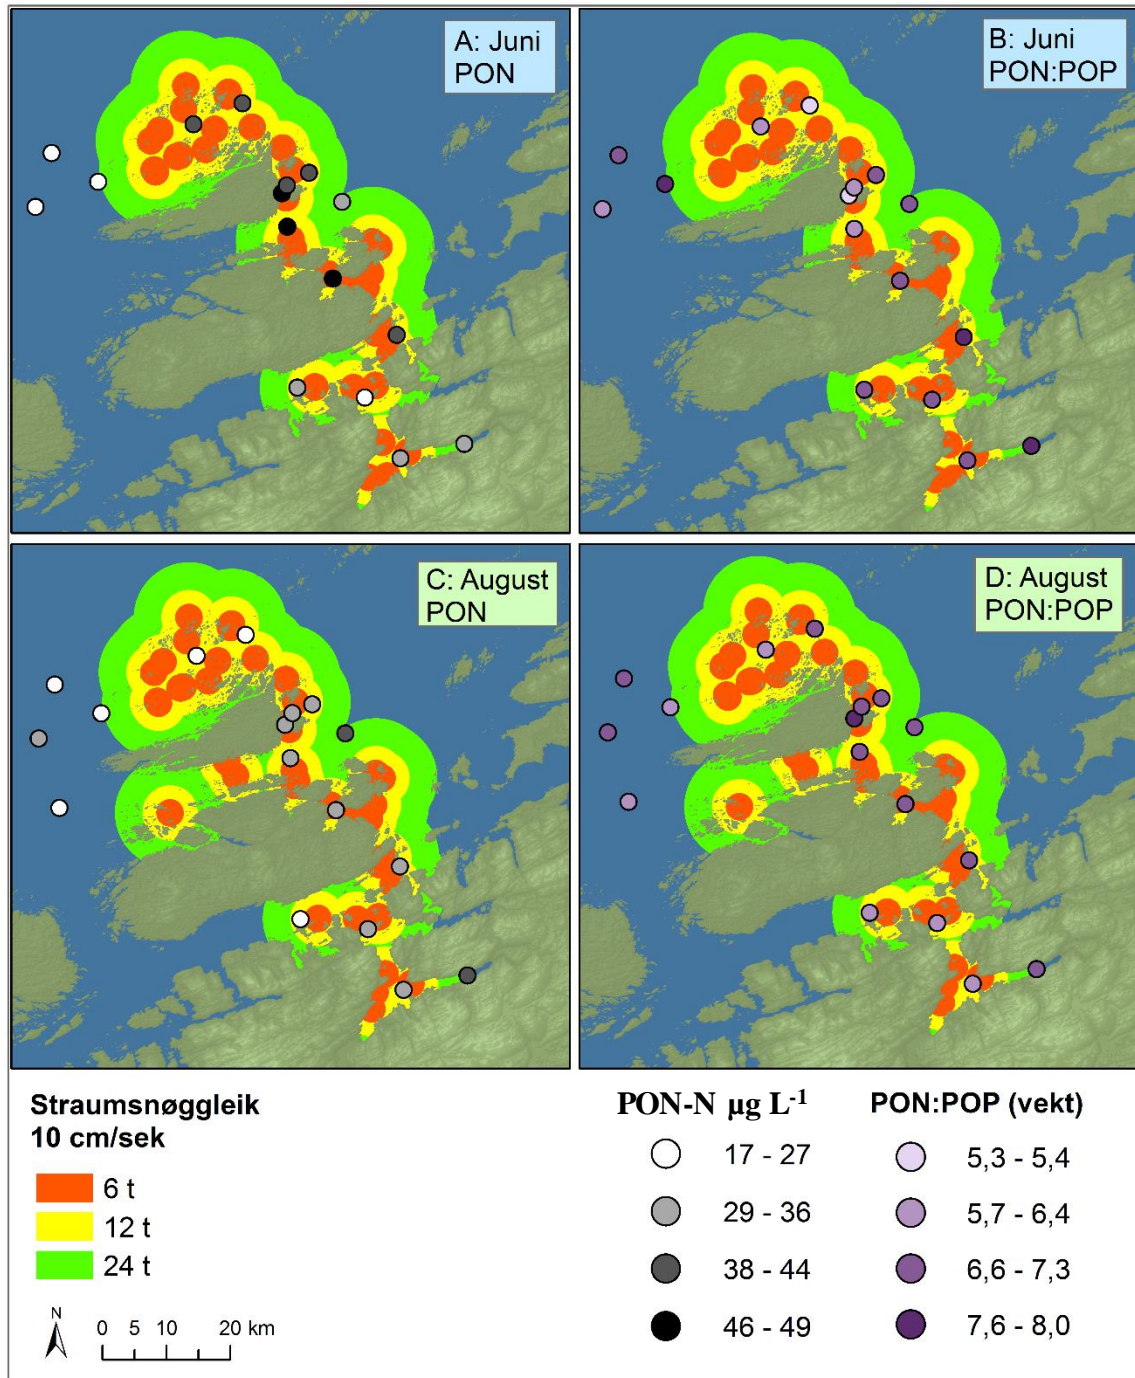 A: Juni
PON
B: Juni
PON:POP
C: August
PON
D: August
PON:POP
Straumsnøggleik
10 cm/sek
6 t
12 t
24 t
N
0 5 10 20 km
PON-N µg L-1
17 - 27
29 - 36
38 - 44
46 - 49
PON:POP (vekt)
5,3 - 5,4
5,7 - 6,4
6,6 - 7,3
7,6 - 8,0